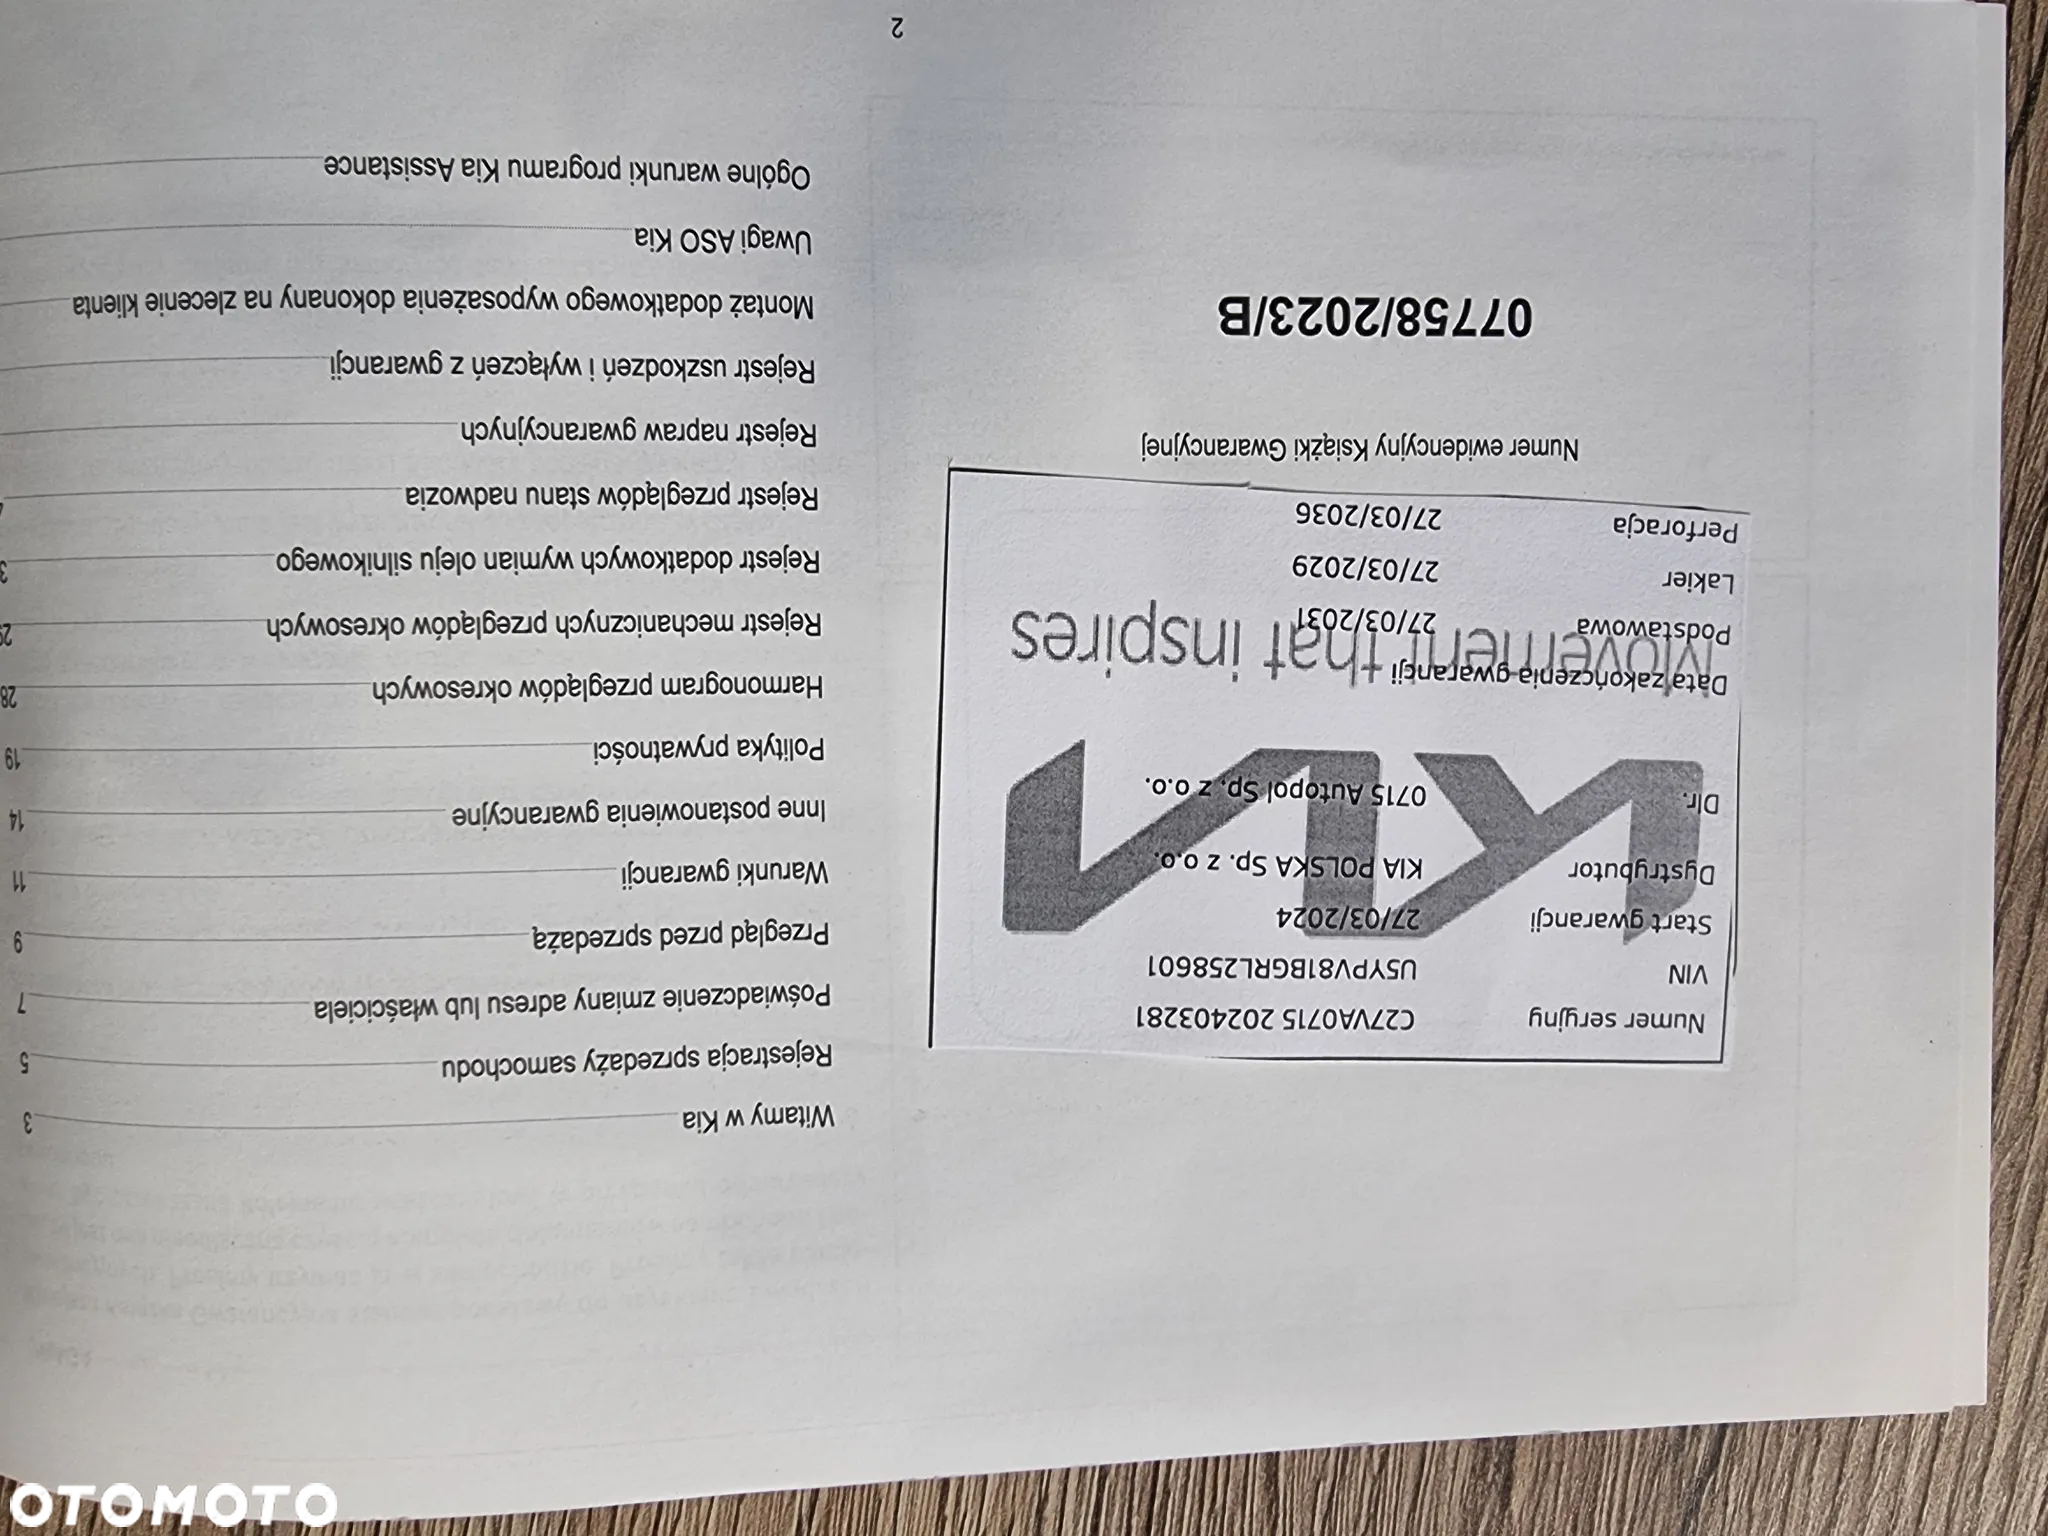 Numer seryjny C27VA0715 202403281
VIN U5YPV81BGRL258601
Start gwarancji 27/03/2024
Dystrybutor KIA POLSKA Sp. z o.o.
Dlr. 0715 Autopol Sp. z o.o.
KIA
Data zakończenia gwarancji
Movement that inspires
Podstawowa 27/03/2031
Lakier 27/03/2029
Perforacja 27/03/2036
Numer ewidencyjny Książki Gwarancyjnej
07758/2023/B
Witamy w Kia 3
Rejestracja sprzedaży samochodu 5
Poświadczenie zmiany adresu lub właściciela 7
Przegląd przed sprzedażą 9
Warunki gwarancji 11
Inne postanowienia gwarancyjne 14
Polityka prywatności 19
Harmonogram przeglądów okresowych 28
Rejestr mechanicznych przeglądów okresowych 29
Rejestr dodatkowych wymian oleju silnikowego
Rejestr przeglądów stanu nadwozia
Rejestr napraw gwarancyjnych
Rejestr uszkodzeń i wyłączeń z gwarancji
Montaż dodatkowego wyposażenia dokonany na zlecenie klienta
Uwagi ASO Kia
Ogólne warunki programu Kia Assistance
2
OTOMOTO